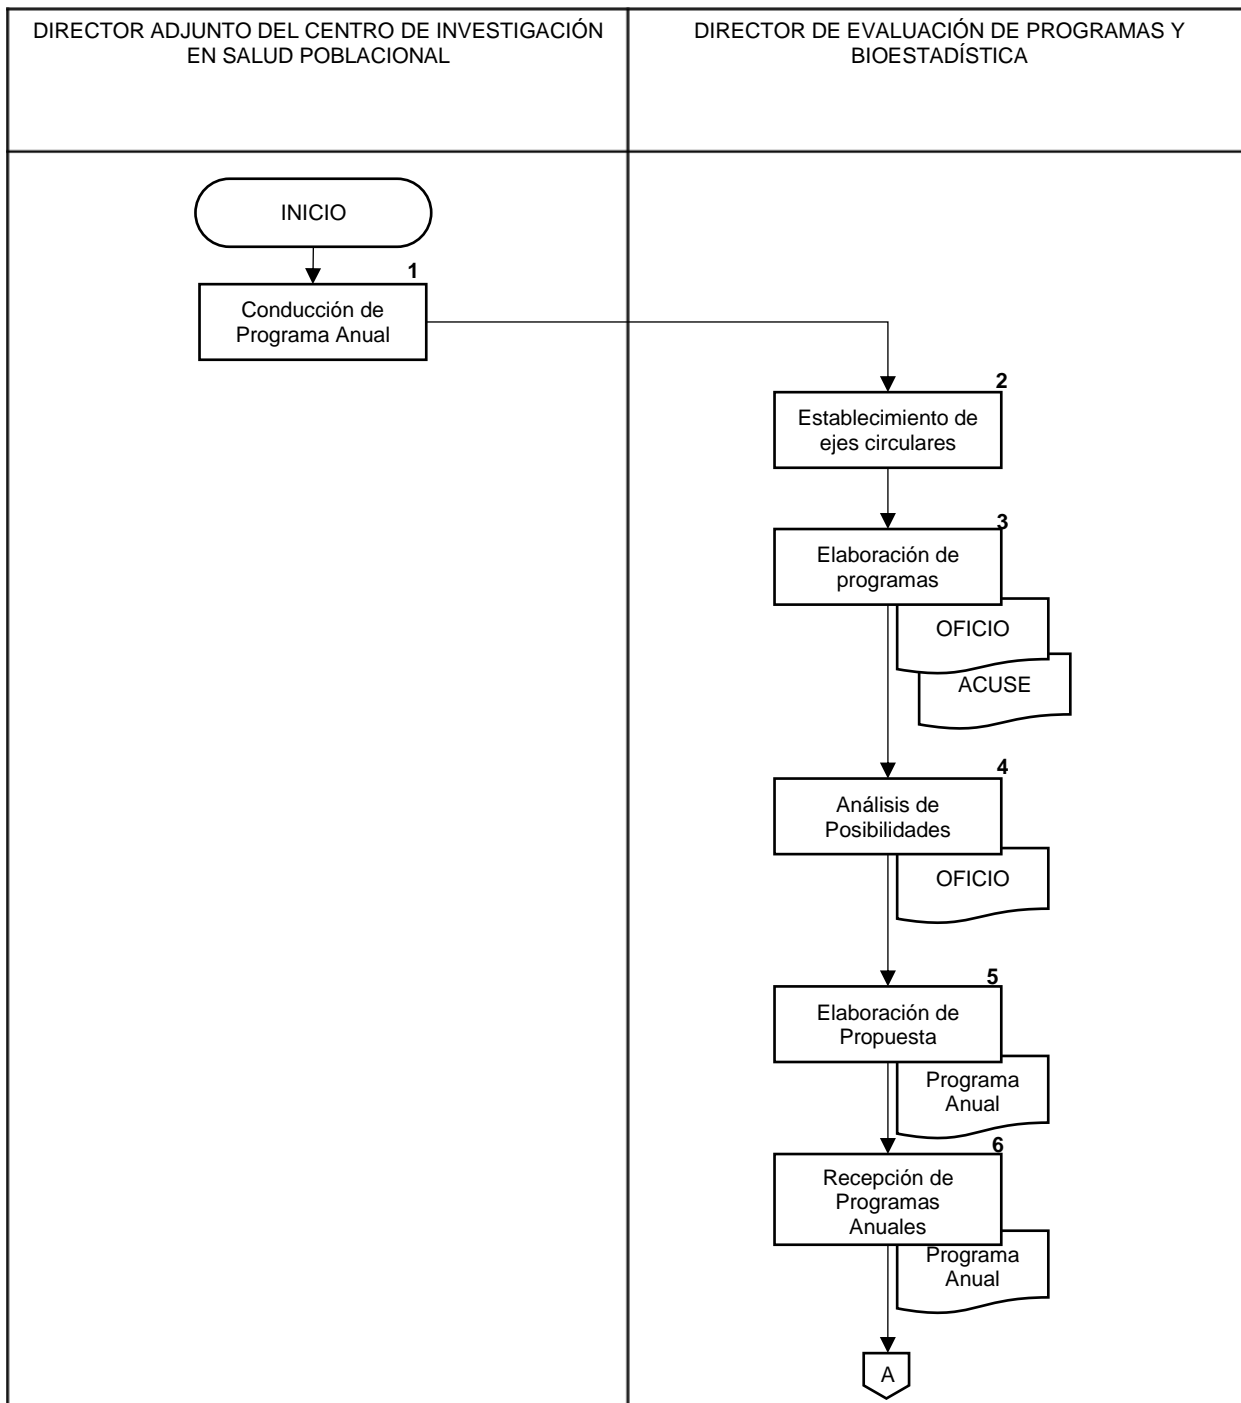 DIRECTOR ADJUNTO DEL CENTRO DE INVESTIGACIÓN
EN SALUD POBLACIONAL
DIRECTOR DE EVALUACIÓN DE PROGRAMAS Y
BIOESTADÍSTICA
INICIO
1
Conducción de
Programa Anual
2
Establecimiento de
ejes circulares
3
Elaboración de
programas
OFICIO
ACUSE
4
Análisis de
Posibilidades
OFICIO
5
Elaboración de
Propuesta
Programa
Anual
6
Recepción de
Programas
Anuales
Programa
Anual
A